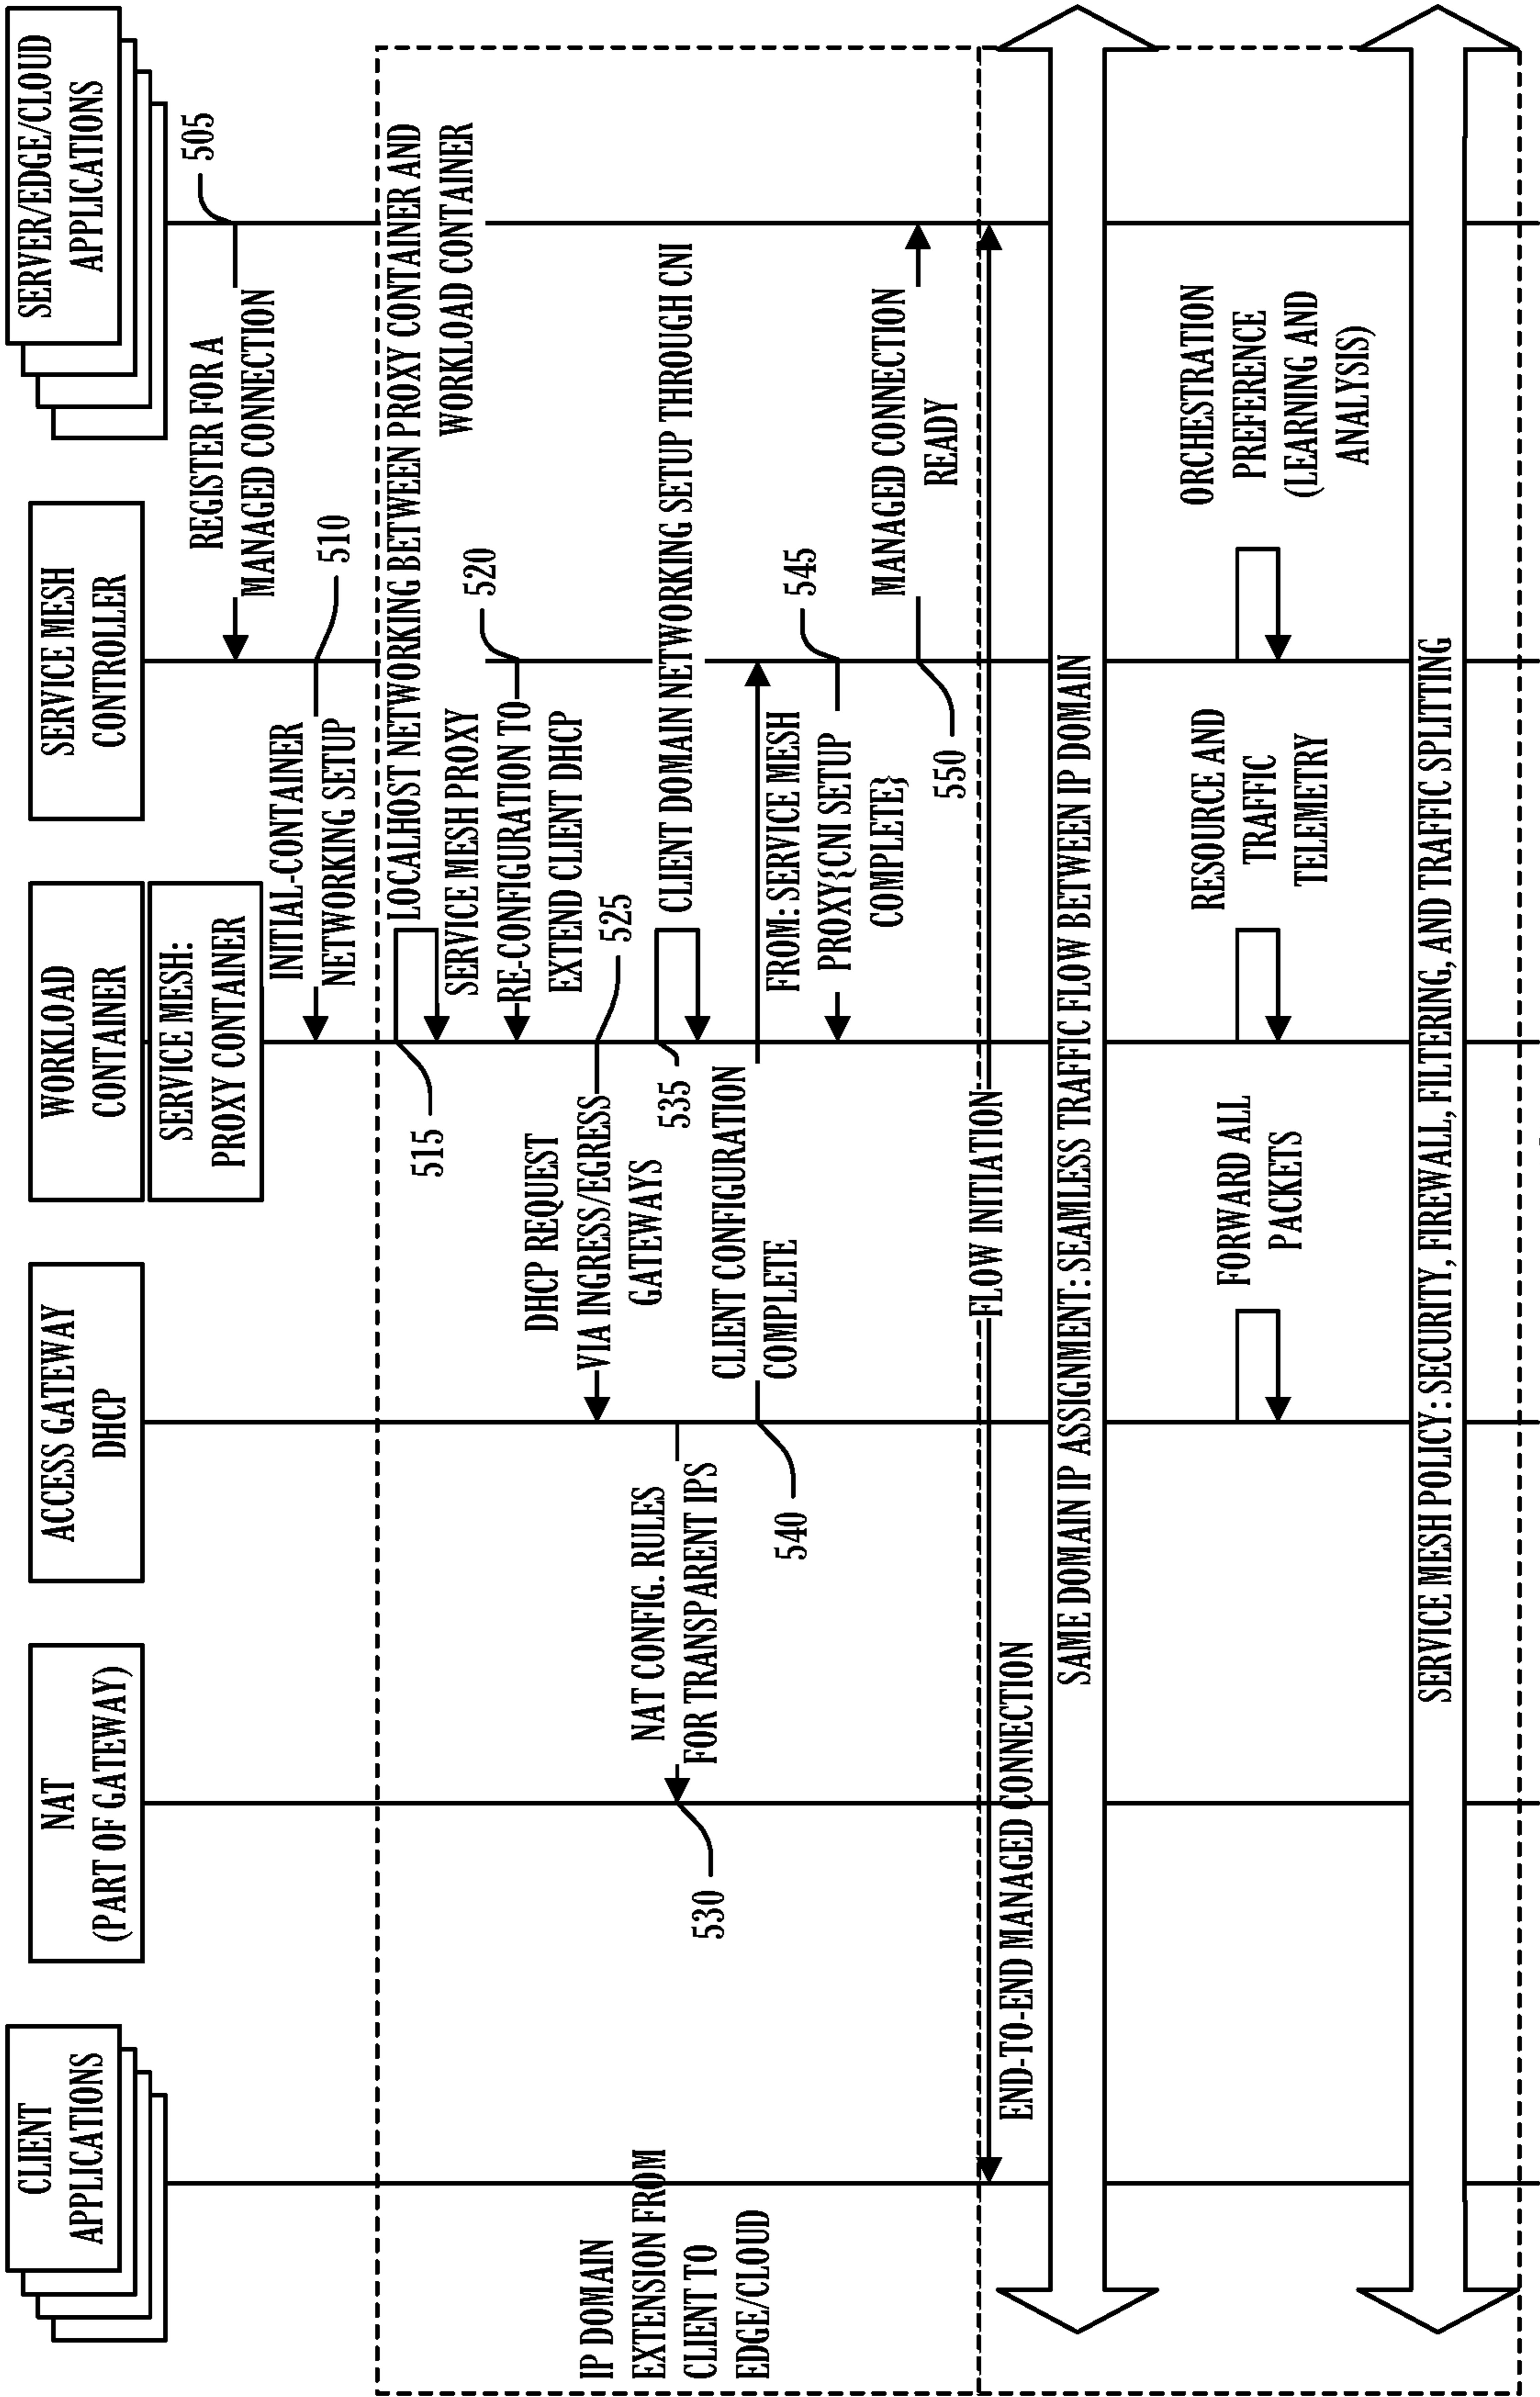 CLIENT
APPLICATIONS
NAT
(PART OF GATEWAY)
ACCESS GATEWAY
DHCP
WORKLOAD
CONTAINER
SERVICE MESH:
PROXY CONTAINER
SERVICE MESH
CONTROLLER
SERVER/EDGE/CLOUD
APPLICATIONS
505
REGISTER FOR A
MANAGED CONNECTION
510
INITIAL-CONTAINER
NETWORKING SETUP
LOCALHOST NETWORKING BETWEEN PROXY CONTAINER AND
WORKLOAD CONTAINER
515
520
SERVICE MESH PROXY
RE-CONFIGURATION TO
EXTEND CLIENT DHCP
525
DHCP REQUEST
VIA INGRESS/EGRESS
GATEWAYS
IP DOMAIN
EXTENSION FROM
CLIENT TO
EDGE/CLOUD
NAT CONFIG. RULES
FOR TRANSPARENT IPS
530
CLIENT DOMAIN NETWORKING SETUP THROUGH CNI
535
CLIENT CONFIGURATION
COMPLETE
540
545
FROM: SERVICE MESH
PROXY{CNI SETUP
COMPLETE}
MANAGED CONNECTION
READY
550
FLOW INITIATION
END-TO-END MANAGED CONNECTION
SAME DOMAIN IP ASSIGNMENT: SEAMLESS TRAFFIC FLOW BETWEEN IP DOMAIN
FORWARD ALL
PACKETS
RESOURCE AND
TRAFFIC
TELEMETRY
ORCHESTRATION
PREFERENCE
(LEARNING AND
ANALYSIS)
SERVICE MESH POLICY: SECURITY, FIREWALL, FILTERING, AND TRAFFIC SPLITTING